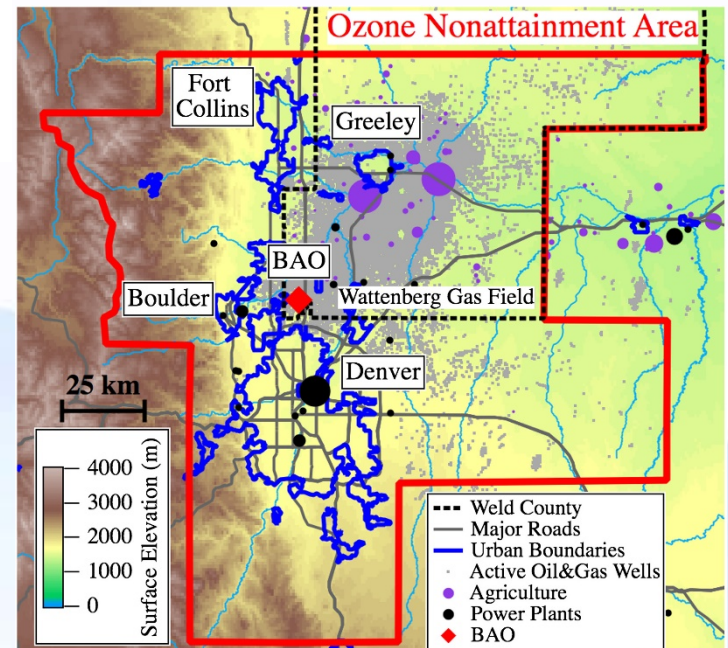 Ozone Nonattainment Area
Fort
Collins
Greeley
BAO
Boulder
Wattenberg Gas Field
Denver
25 km
Surface Elevation (m)
4000
3000
2000
1000
0
Weld County
Major Roads
Urban Boundaries
Active Oil&Gas Wells
Agriculture
Power Plants
BAO